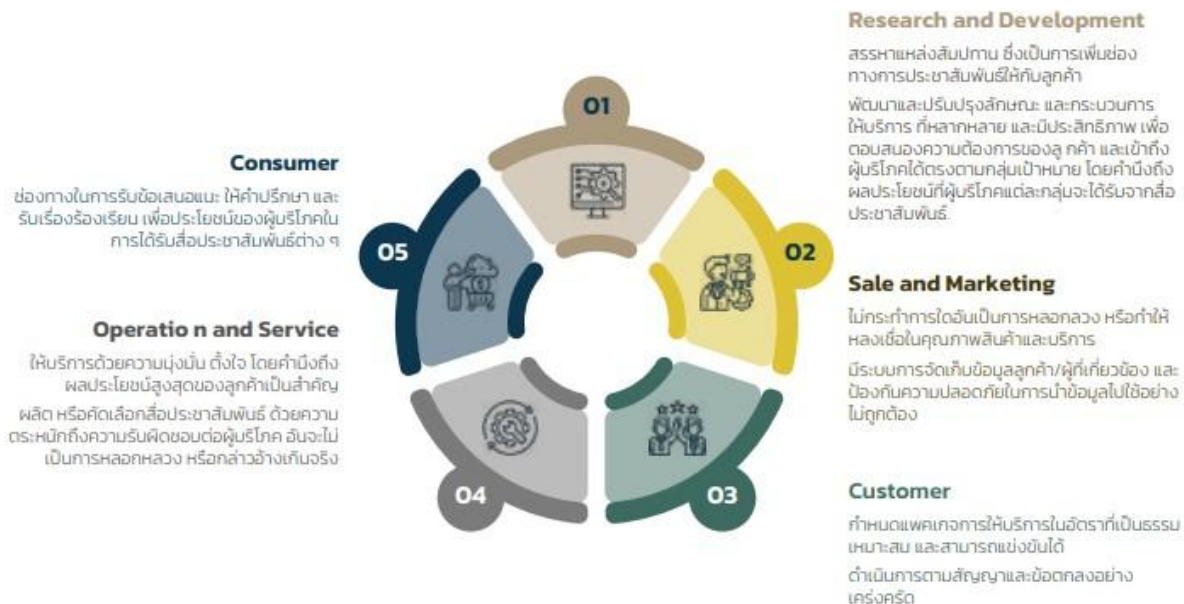 Research and Development
สรรหาแหล่งสัมปทาน ซึ่งเป็นการเพิ่มช่อง
ทางการประชาสัมพันธ์ให้กับลูกค้า
พัฒนาและปรับปรุงลักษณะ และกระบวนการ
ให้บริการ ที่หลากหลาย และมีประสิทธิภาพ เพื่อ
ตอบสนองความต้องการของลู กค้า และเข้าถึง
ผู้บริโภคได้ตรงตามกลุ่มเป้าหมาย โดยคำนึงถึง
ผลประโยชน์ที่ผู้บริโภคแต่ละกลุ่มจะได้รับจากสื่อ
ประชาสัมพันธ์
01
02
Sale and Marketing
ไม่กระทำการใดอันเป็นการหลอกลวง หรือทำให้
หลงเชื่อในคุณภาพสินค้าและบริการ
มีระบบการจัดเก็บข้อมูลลูกค้า/ผู้ที่เกี่ยวข้อง และ
ป้องกันความปลอดภัยในการนำข้อมูลไปใช้อย่าง
ไม่ถูกต้อง
03
Customer
กำหนดแพคเกจการให้บริการในอัตราที่เป็นธรรม
เหมาะสม และสามารถแข่งขันได้
ดำเนินการตามสัญญาและข้อตกลงอย่าง
เคร่งครัด
04
Operatio n and Service
ให้บริการด้วยความมุ่งมั่น ตั้งใจ โดยคำนึงถึง
ผลประโยชน์สูงสุดของลูกค้าเป็นสำคัญ
ผลิต หรือคัดเลือกสื่อประชาสัมพันธ์ ด้วยความ
ตระหนักถึงความรับผิดชอบต่อผู้บริโภค อันจะไม่
เป็นการหลอกหลวง หรือกล่าวอ้างเกินจริง
05
Consumer
ช่องทางในการรับข้อเสนอแนะ ให้คำปรึกษา และ
รับเรื่องร้องเรียน เพื่อประโยชน์ของผู้บริโภคใน
การได้รับสื่อประชาสัมพันธ์ต่าง ๆ